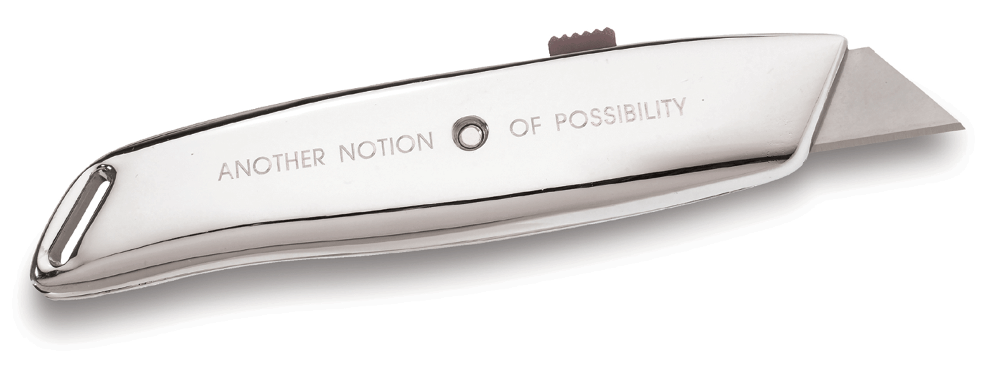 ANOTHER NOTION OF POSSIBILITY